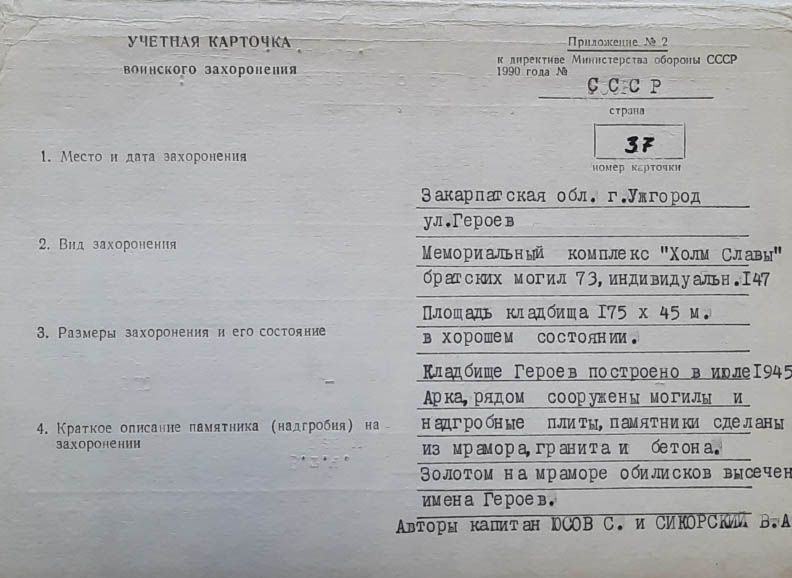 УЧЕТНАЯ КАРТОЧКА
воинского захоронения
Приложение № 2
к директиве Министерства обороны СССР
1990 года №
С С С Р
страна
37
номер карточки
1. Место и дата захоронения
Закарпатская обл. г.Ужгород
ул.Героев
2. Вид захоронения
Мемориальный комплекс "Холм Славы"
братских могил 73, индивидуальн.147
3. Размеры захоронения и его состояние
Площадь кладбища 175 х 45 м.
в хорошем состоянии.
4. Краткое описание памятника (надгробия) на захоронении
Кладбище Героев построено в июле 1945
Арка, рядом сооружены могилы и
надгробные плиты, памятники сделаны
из мрамора, гранита и бетона.
Золотом на мраморе обилисков высечен
имена Героев.
Авторы капитан ЮСОВ С. и СИКОРСКИЙ В.А